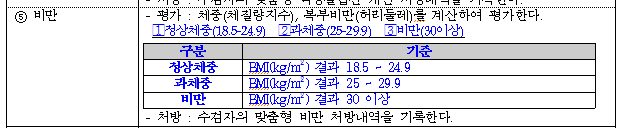 ⑤ 비만
- 평가 : 체중(체질량지수), 복부비만(허리둘레)를 계산하여 평가한다.
1정상체중(18.5-24.9) 2과체중(25-29.9) 3비만(30이상)
구분 기준
정상체중 BMI(kg/m²) 결과 18.5 ~ 24.9
과체중 BMI(kg/m²) 결과 25 ~ 29.9
비만 BMI(kg/m²) 결과 30 이상
- 처방 : 수검자의 맞춤형 비만 처방내역을 기록한다.